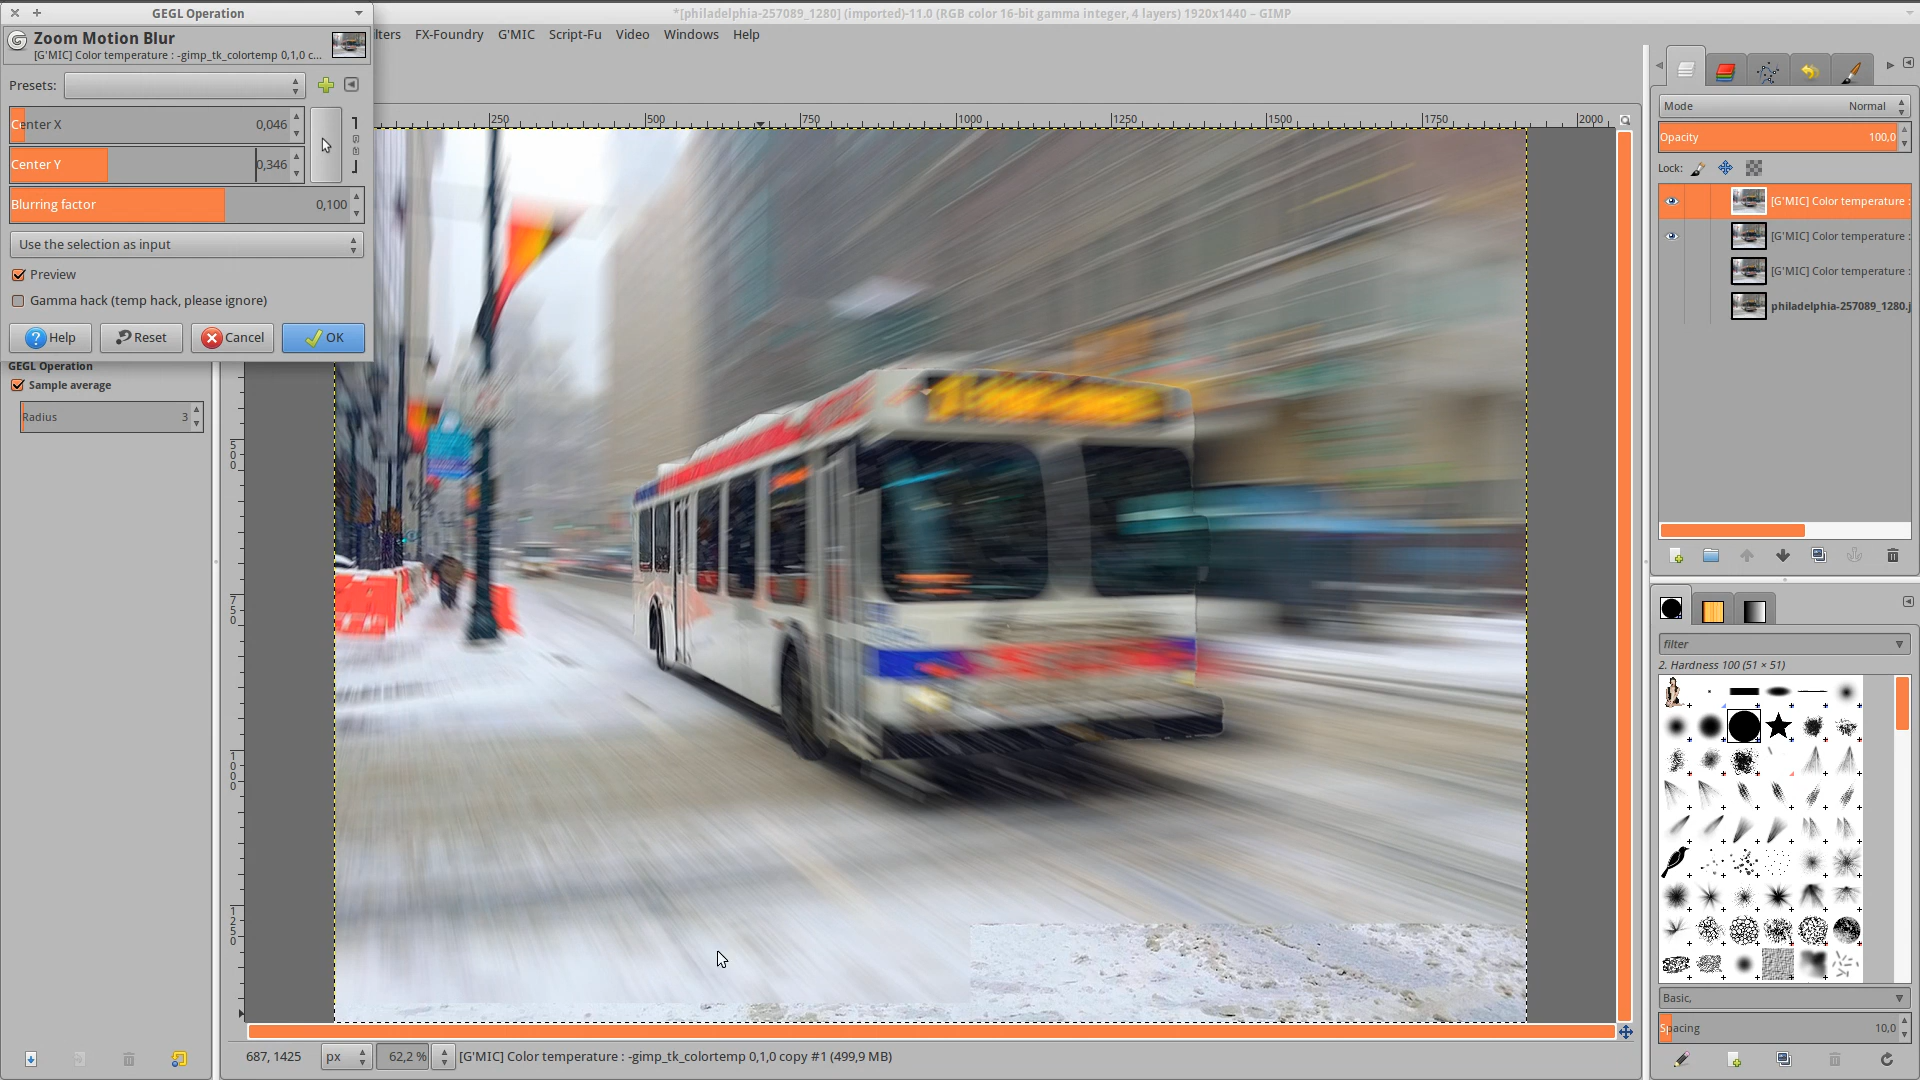 GEGL Operation
*[philadelphia-257089_1280] (imported)-11.0 (RGB color 16-bit gamma integer, 4 layers) 1920x1440 – GIMP
Zoom Motion Blur
[G'MIC] Color temperature : -gimp_tk_colortemp 0,1,0 c...
lters FX-Foundry G'MIC Script-Fu Video Windows Help
Presets:
Center X 0,046
Center Y 0,346
Blurring factor 0,100
Use the selection as input
Preview
Gamma hack (temp hack, please ignore)
Help Reset Cancel OK
GEGL Operation
Sample average
Radius 3
250 500 750 1000 1250 1500 1750 2000
500
750
1000
1250
Mode Normal
Opacity 100,0
Lock:
[G'MIC] Color temperature :
[G'MIC] Color temperature :
[G'MIC] Color temperature :
philadelphia-257089_1280.j
filter
2. Hardness 100 (51 × 51)
Basic,
Spacing 10,0
687, 1425 px 62,2 % [G'MIC] Color temperature : -gimp_tk_colortemp 0,1,0 copy #1 (499,9 MB)